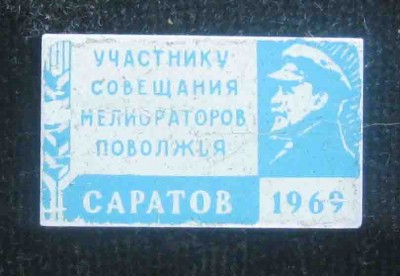 УЧАСТНИКУ
СОВЕЩАНИЯ
МЕЛИОРАТОРОВ
ПОВОЛЖЬЯ
САРАТОВ 1969